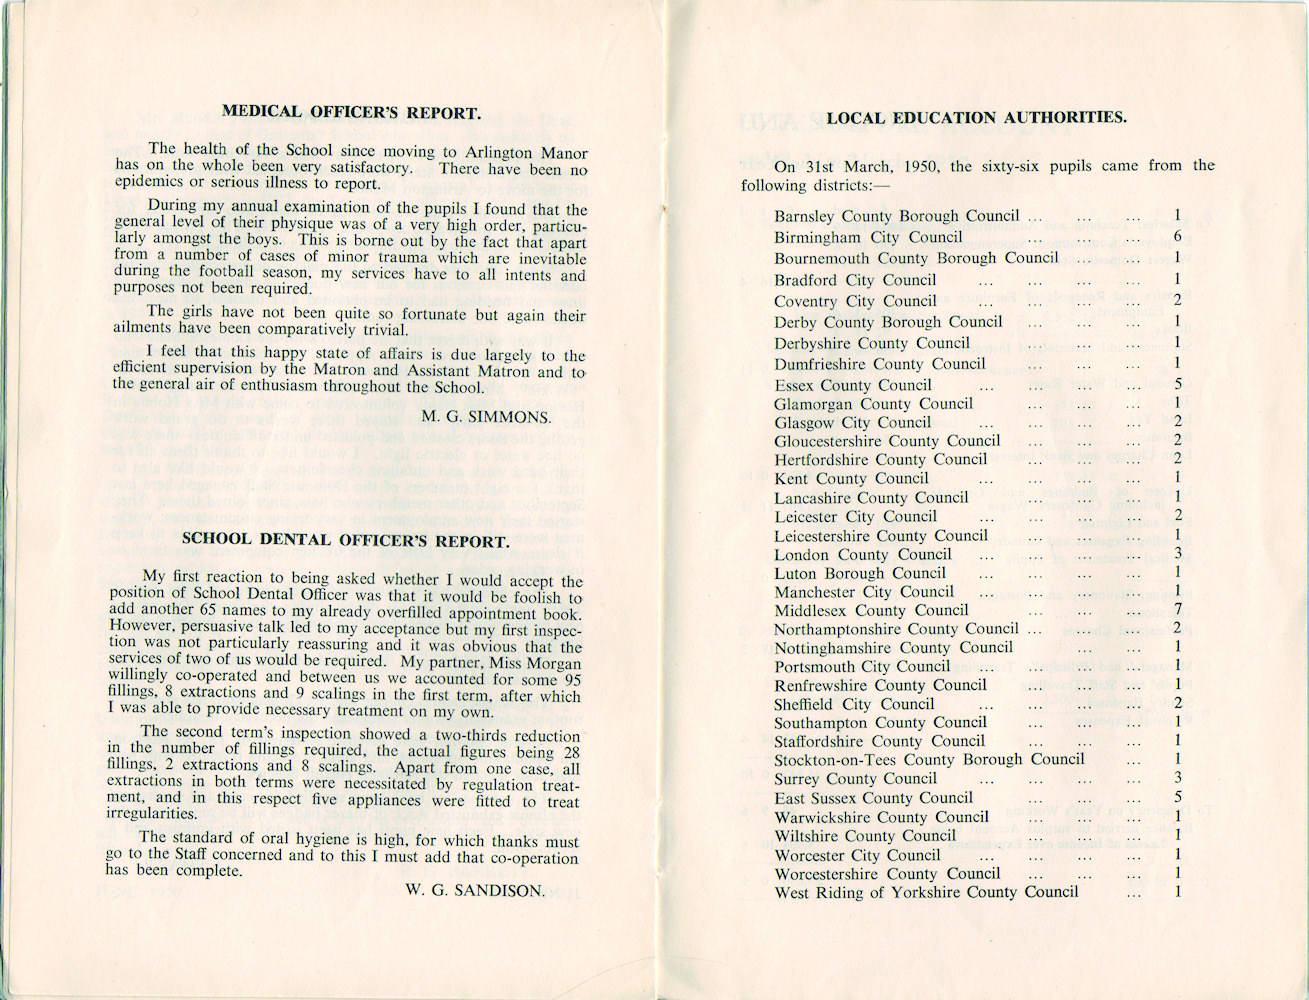 MEDICAL OFFICER'S REPORT.
The health of the School since moving to Arlington Manor
has on the whole been very satisfactory. There have been no
epidemics or serious illness to report.
During my annual examination of the pupils I found that the
general level of their physique was of a very high order, particu-
larly amongst the boys. This is borne out by the fact that apart
from a number of cases of minor trauma which are inevitable
during the football season, my services have to all intents and
purposes not been required.
The girls have not been quite so fortunate but again their
ailments have been comparatively trivial.
I feel that this happy state of affairs is due largely to the
efficient supervision by the Matron and Assistant Matron and to
the general air of enthusiasm throughout the School.
M. G. SIMMONS.
SCHOOL DENTAL OFFICER'S REPORT.
My first reaction to being asked whether I would accept the
position of School Dental Officer was that it would be foolish to
add another 65 names to my already overfilled appointment book.
However, persuasive talk led to my acceptance but my first inspec-
tion was not particularly reassuring and it was obvious that the
services of two of us would be required. My partner, Miss Morgan
willingly co-operated and between us we accounted for some 95
fillings, 8 extractions and 9 scalings in the first term, after which
I was able to provide necessary treatment on my own.
The second term's inspection showed a two-thirds reduction
in the number of fillings required, the actual figures being 28
fillings, 2 extractions and 8 scalings. Apart from one case, all
extractions in both terms were necessitated by regulation treat-
ment, and in this respect five appliances were fitted to treat
irregularities.
The standard of oral hygiene is high, for which thanks must
go to the Staff concerned and to this I must add that co-operation
has been complete.
W. G. SANDISON.
LOCAL EDUCATION AUTHORITIES.
On 31st March, 1950, the sixty-six pupils came from the
following districts:—
Barnsley County Borough Council ... ... ... 1
Birmingham City Council ... ... ... 6
Bournemouth County Borough Council ... ... 1
Bradford City Council ... ... ... ... 1
Coventry City Council ... ... ... ... 2
Derby County Borough Council ... ... ... 1
Derbyshire County Council ... ... ... 1
Dumfrieshire County Council ... ... ... 1
Essex County Council ... ... ... ... 5
Glamorgan County Council ... ... ... 1
Glasgow City Council ... ... ... ... 2
Gloucestershire County Council ... ... ... 2
Hertfordshire County Council ... ... ... 2
Kent County Council ... ... ... ... 1
Lancashire County Council ... ... ... 1
Leicester City Council ... ... ... ... 2
Leicestershire County Council ... ... ... 1
London County Council ... ... ... ... 3
Luton Borough Council ... ... ... ... 1
Manchester City Council ... ... ... ... 1
Middlesex County Council ... ... ... 7
Northamptonshire County Council ... ... ... 2
Nottinghamshire County Council ... ... ... 1
Portsmouth City Council ... ... ... ... 1
Renfrewshire County Council ... ... ... 1
Sheffield City Council ... ... ... ... 2
Southampton County Council ... ... ... 1
Staffordshire County Council ... ... ... 1
Stockton-on-Tees County Borough Council ... 1
Surrey County Council ... ... ... ... 3
East Sussex County Council ... ... ... 5
Warwickshire County Council ... ... ... 1
Wiltshire County Council ... ... ... 1
Worcester City Council ... ... ... ... 1
Worcestershire County Council ... ... ... 1
West Riding of Yorkshire County Council ... 1